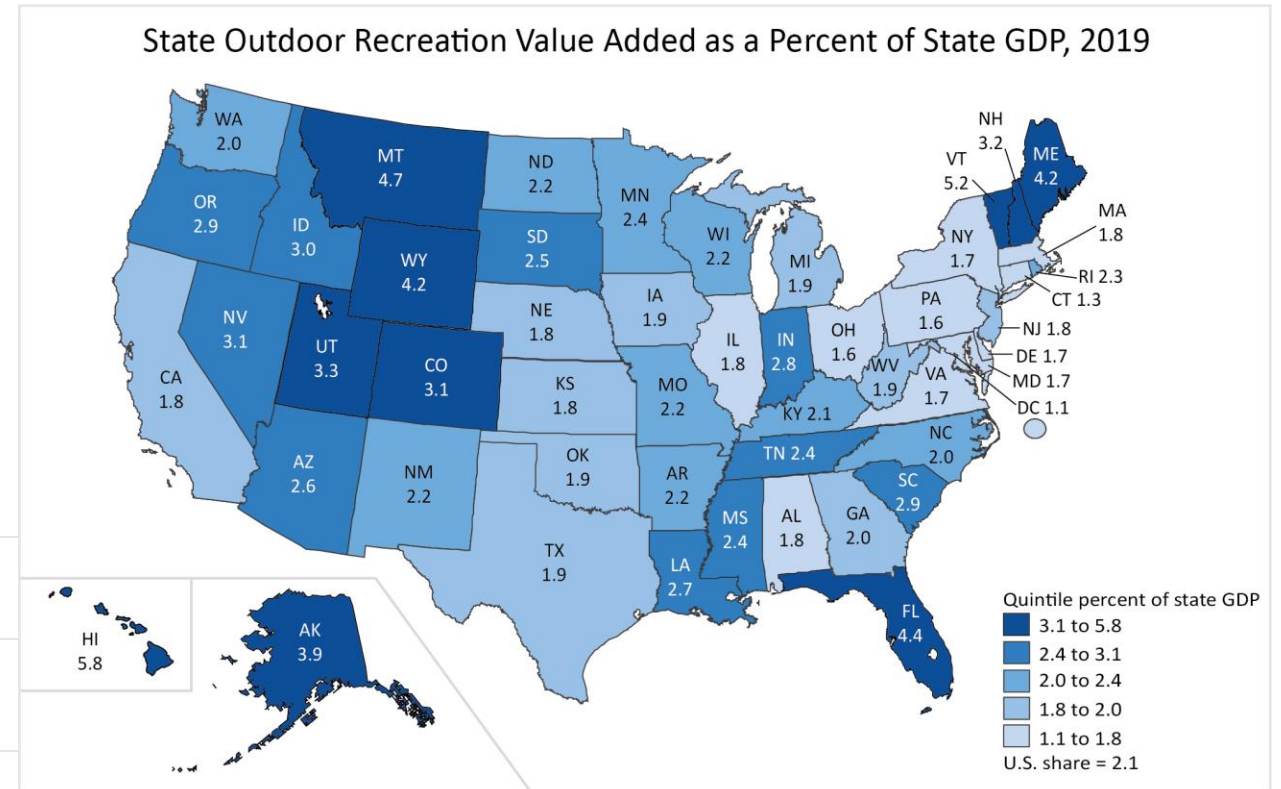 State Outdoor Recreation Value Added as a Percent of State GDP, 2019
WA
2.0
MT
4.7
ND
2.2
MN
2.4
OR
2.9
ID
3.0
WY
4.2
SD
2.5
WI
2.2
MI
1.9
NH
3.2
VT
5.2
ME
4.2
MA
1.8
NY
1.7
RI 2.3
CT 1.3
PA
1.6
NJ 1.8
DE 1.7
MD 1.7
DC 1.1
NV
3.1
UT
3.3
CO
3.1
NE
1.8
IA
1.9
IL
1.8
IN
2.8
OH
1.6
WV
1.9
VA
1.7
CA
1.8
KS
1.8
MO
2.2
KY 2.1
NC
2.0
TN 2.4
SC
2.9
AZ
2.6
NM
2.2
OK
1.9
AR
2.2
MS
2.4
AL
1.8
GA
2.0
TX
1.9
LA
2.7
FL
4.4
HI
5.8
AK
3.9
Quintile percent of state GDP
3.1 to 5.8
2.4 to 3.1
2.0 to 2.4
1.8 to 2.0
1.1 to 1.8
U.S. share = 2.1